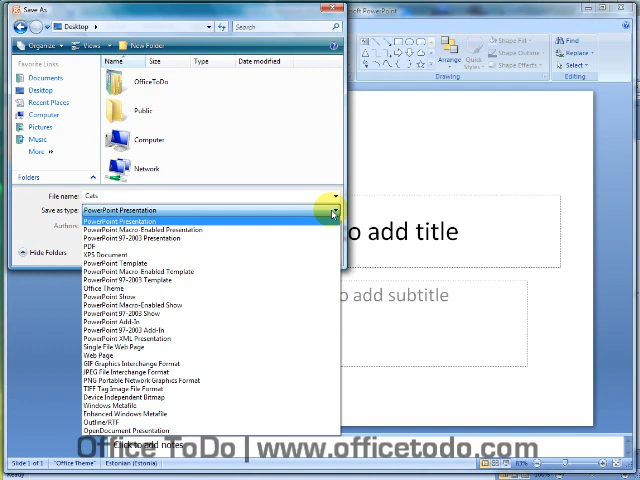 Save As
soft PowerPoint
Desktop
Search
Organize
Views
New Folder
Favorite Links
Documents
Desktop
Recent Places
Computer
Pictures
Music
More »
Folders
Name
Size
Type
Date modified
OfficeToDo
Public
Computer
Network
File name: Cats
Save as type: PowerPoint Presentation
Authors:
Hide Folders
PowerPoint Presentation
PowerPoint Macro-Enabled Presentation
PowerPoint 97-2003 Presentation
PDF
XPS Document
PowerPoint Template
PowerPoint Macro-Enabled Template
PowerPoint 97-2003 Template
Office Theme
PowerPoint Show
PowerPoint Macro-Enabled Show
PowerPoint 97-2003 Show
PowerPoint Add-In
PowerPoint 97-2003 Add-In
PowerPoint XML Presentation
Single File Web Page
Web Page
GIF Graphics Interchange Format
JPEG File Interchange Format
PNG Portable Network Graphics Format
TIFF Tag Image File Format
Device Independent Bitmap
Windows Metafile
Enhanced Windows Metafile
Outline/RTF
OpenDocument Presentation
Arrange
Quick
Styles
Shape Fill
Shape Outline
Shape Effects
Drawing
Find
Replace
Select
Editing
to add title
to add subtitle
Click to add notes
Office ToDo | www.officetodo.com
Slide 1 of 1
"Office Theme"
Estonian (Estonia)
83%
Ready